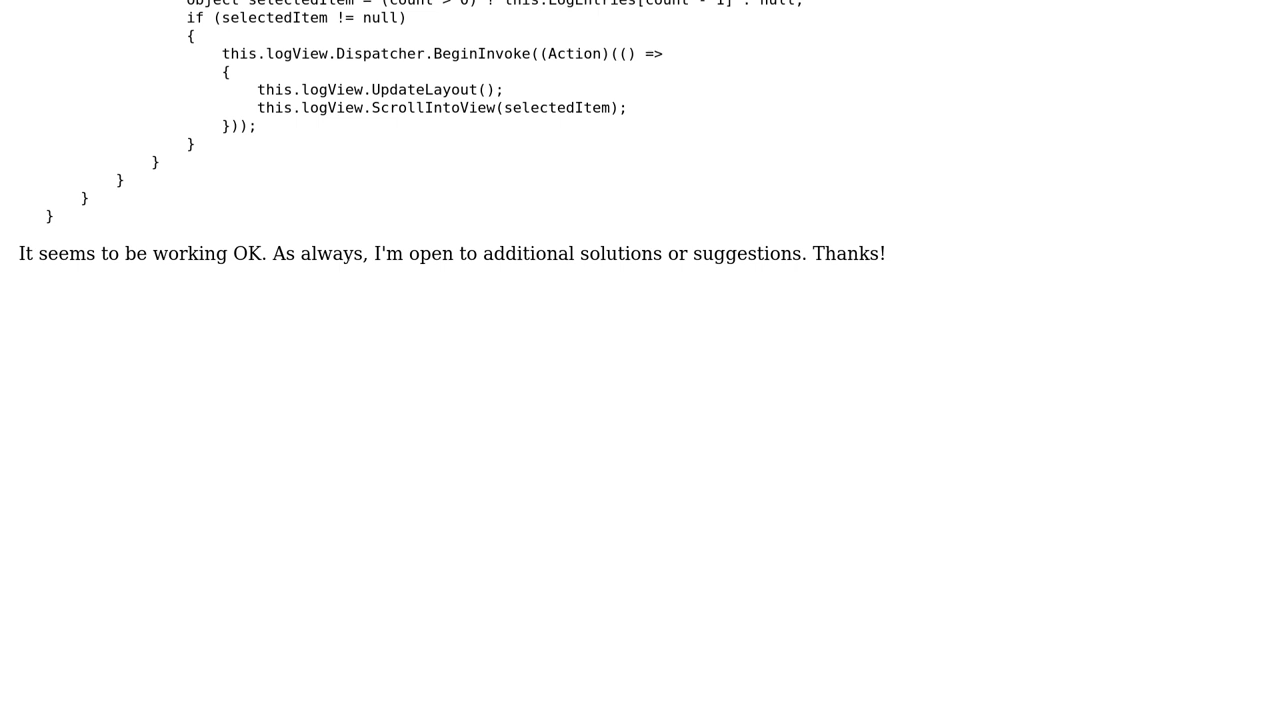 object selectedItem = (count > 0) ? this.LogEntries[count - 1] : null;
if (selectedItem != null)
{
this.logView.Dispatcher.BeginInvoke((Action)(() =>
{
this.logView.UpdateLayout();
this.logView.ScrollIntoView(selectedItem);
}));
}
}
}
}
}
It seems to be working OK. As always, I'm open to additional solutions or suggestions. Thanks!